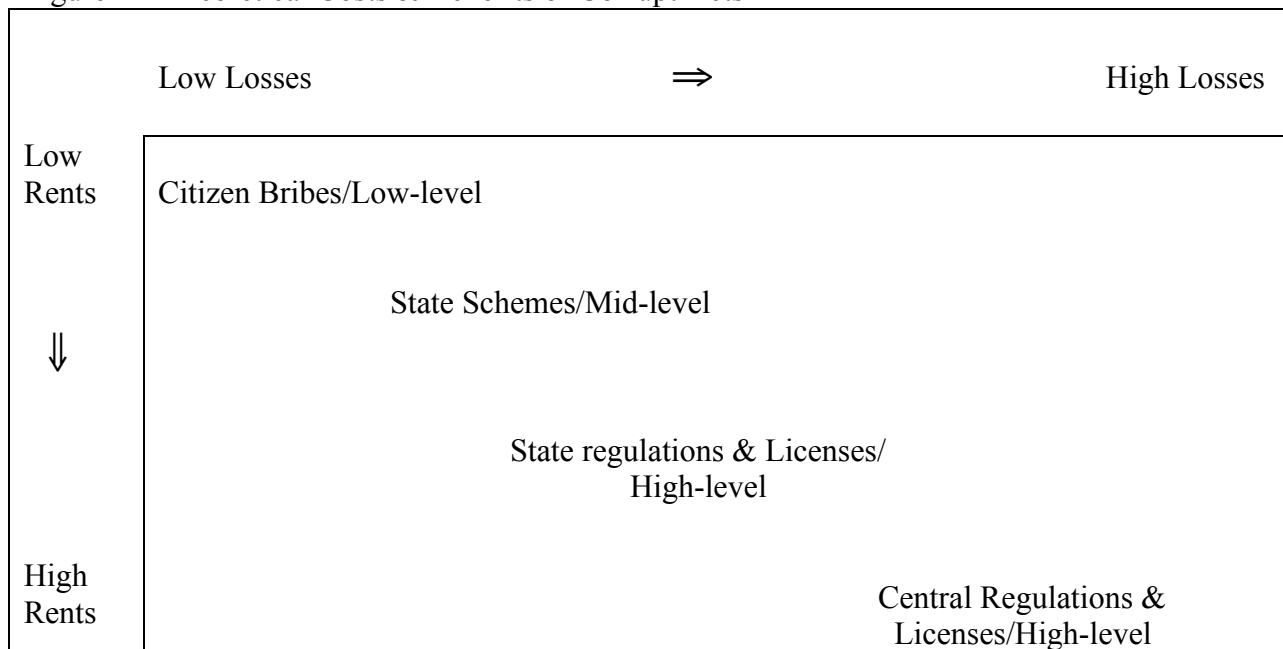 Low Losses ⇒ High Losses
Low
Rents
Citizen Bribes/Low-level
State Schemes/Mid-level
⇓
State regulations & Licenses/
High-level
High
Rents
Central Regulations &
Licenses/High-level